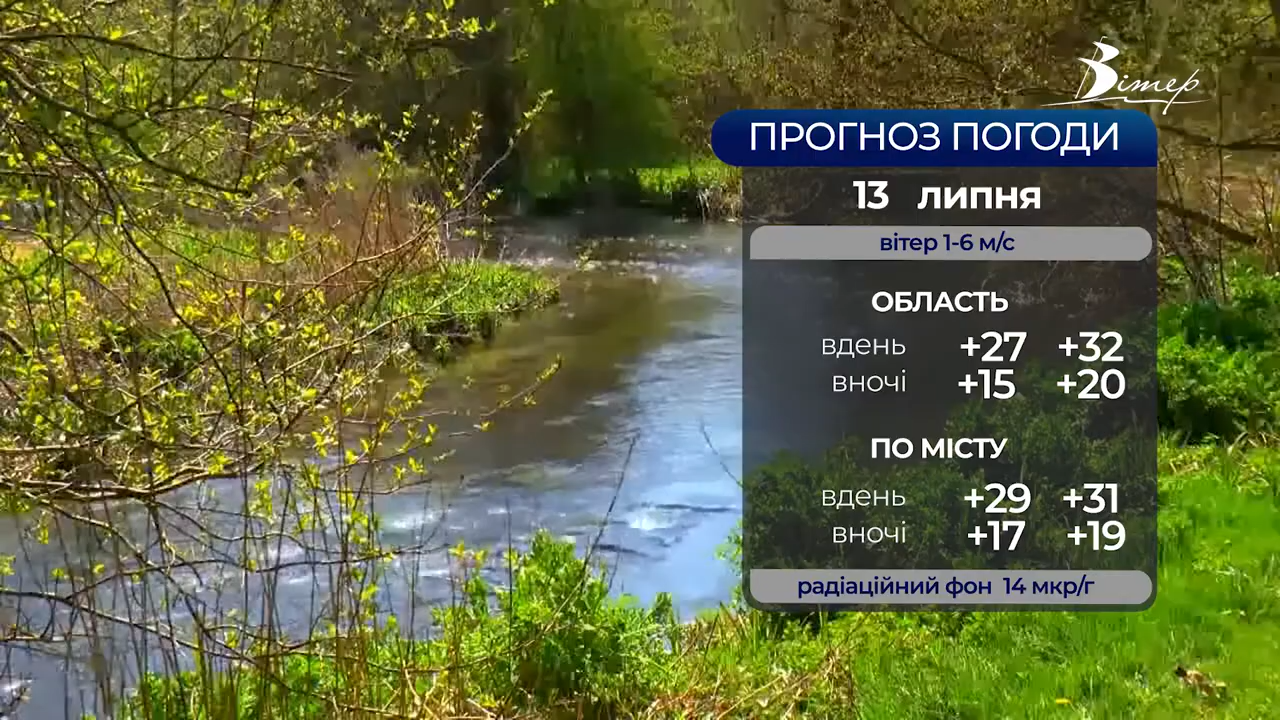 Вітер
ПРОГНОЗ ПОГОДИ
13 липня
вітер 1-6 м/с
ОБЛАСТЬ
вдень +27 +32
вночі +15 +20
ПО МІСТУ
вдень +29 +31
вночі +17 +19
радіаційний фон 14 мкр/г